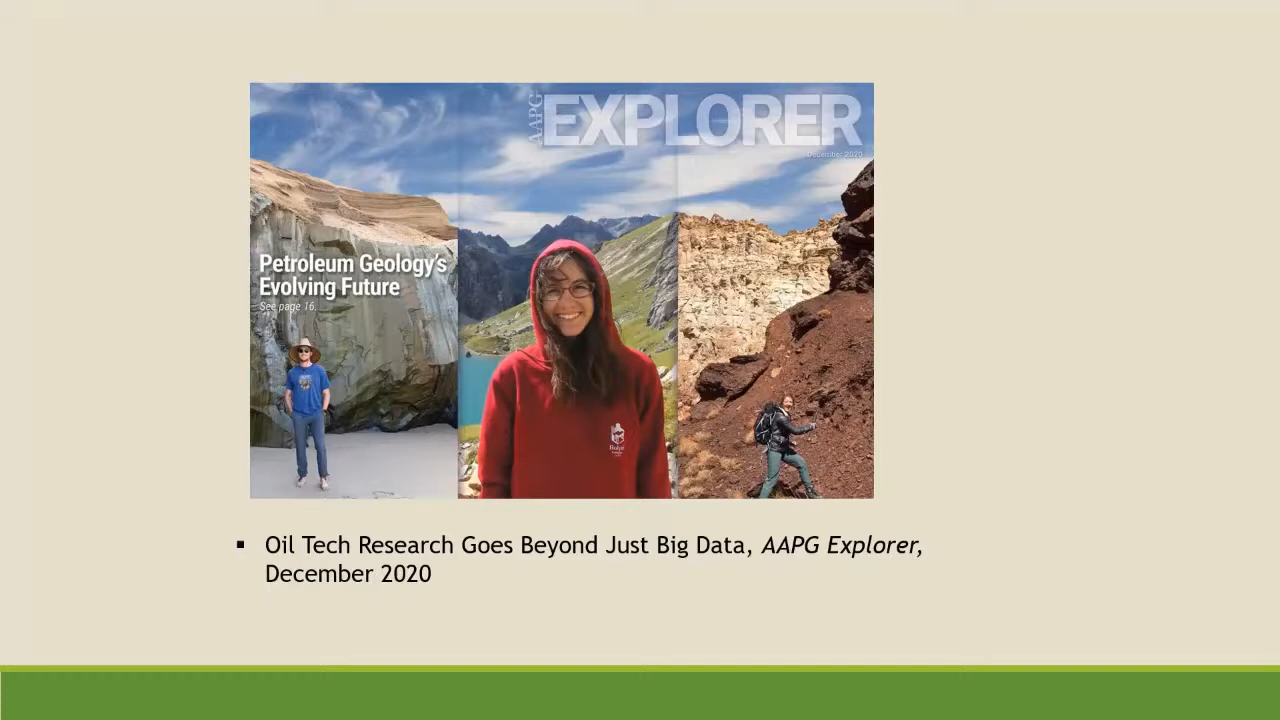 AAPG EXPLORER
December 2020
Petroleum Geology's
Evolving Future
See page 16.
▪ Oil Tech Research Goes Beyond Just Big Data, AAPG Explorer,
December 2020